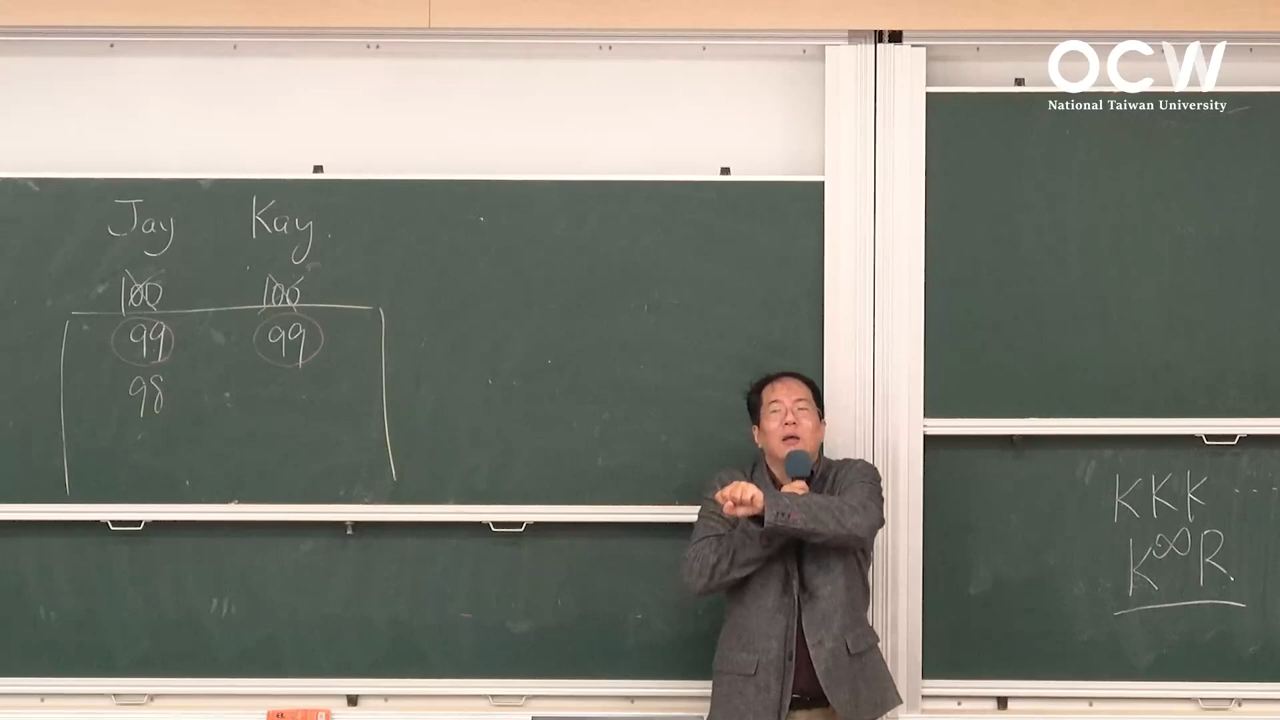 OCW
National Taiwan University
Jay Kay.
100 100
99 99
98
KKK ...
K∞R.